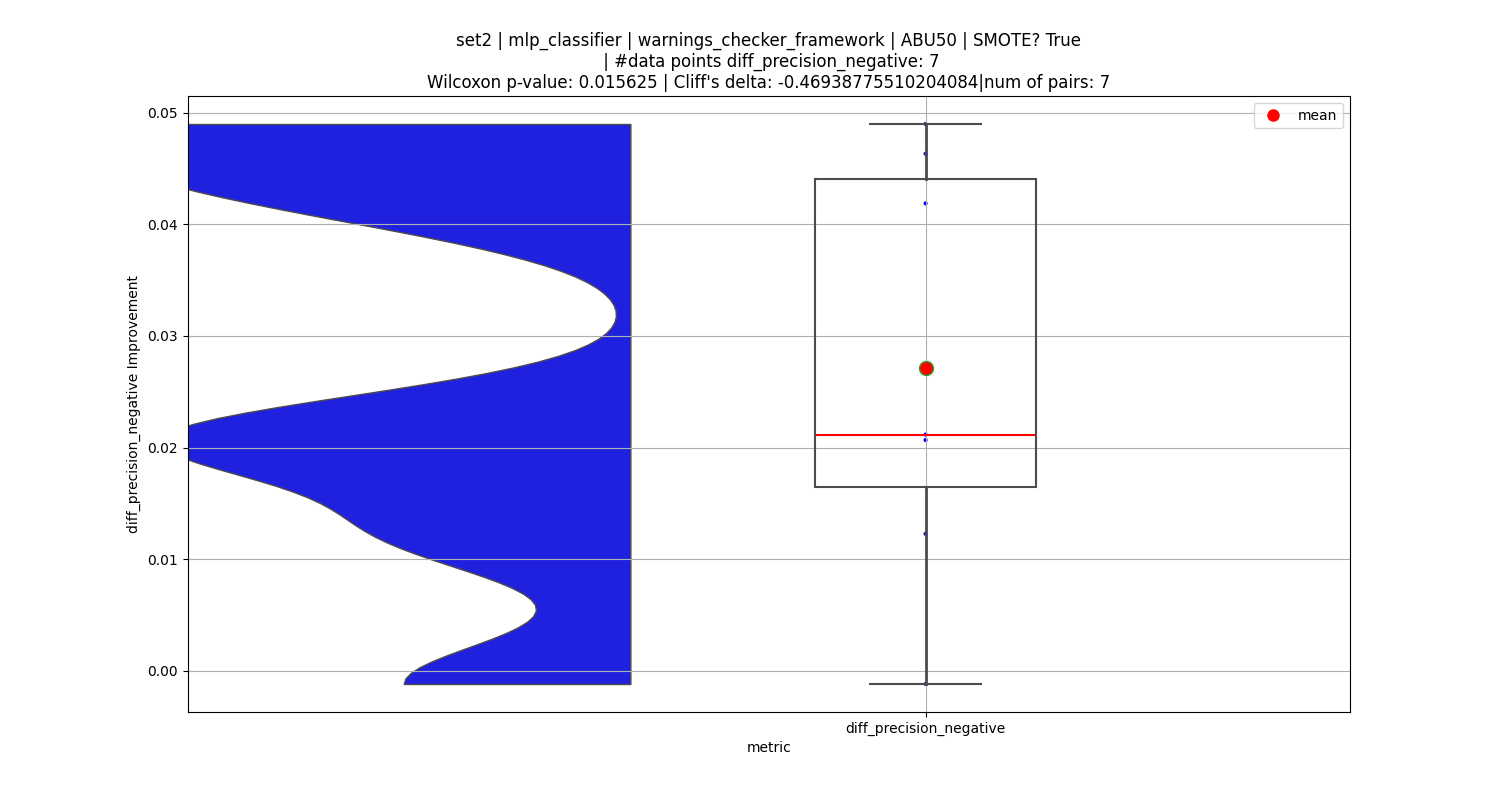 set2 | mlp_classifier | warnings_checker_framework | ABU50 | SMOTE? True
| #data points diff_precision_negative: 7
Wilcoxon p-value: 0.015625 | Cliff's delta: -0.46938775510204084|num of pairs: 7
mean
0.05
0.04
0.03
0.02
0.01
0.00
diff_precision_negative Improvement
diff_precision_negative
metric